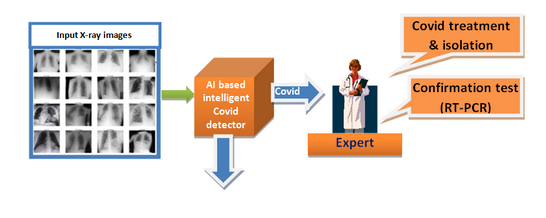 Input X-ray images
AI based
intelligent
Covid
detector
Covid
Expert
Covid treatment
& isolation
Confirmation test
(RT-PCR)